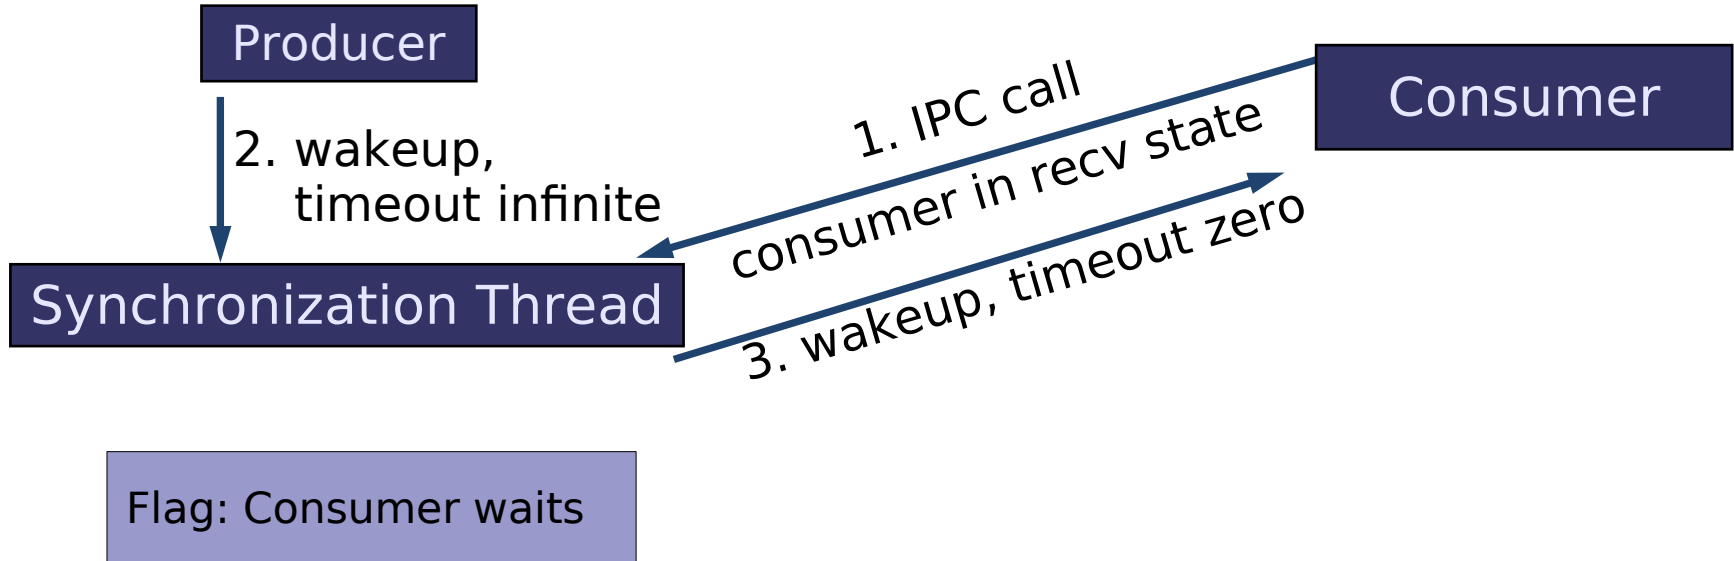 Producer
Consumer
1. IPC call
consumer in recv state
2. wakeup,
timeout infinite
3. wakeup, timeout zero
Synchronization Thread
Flag: Consumer waits